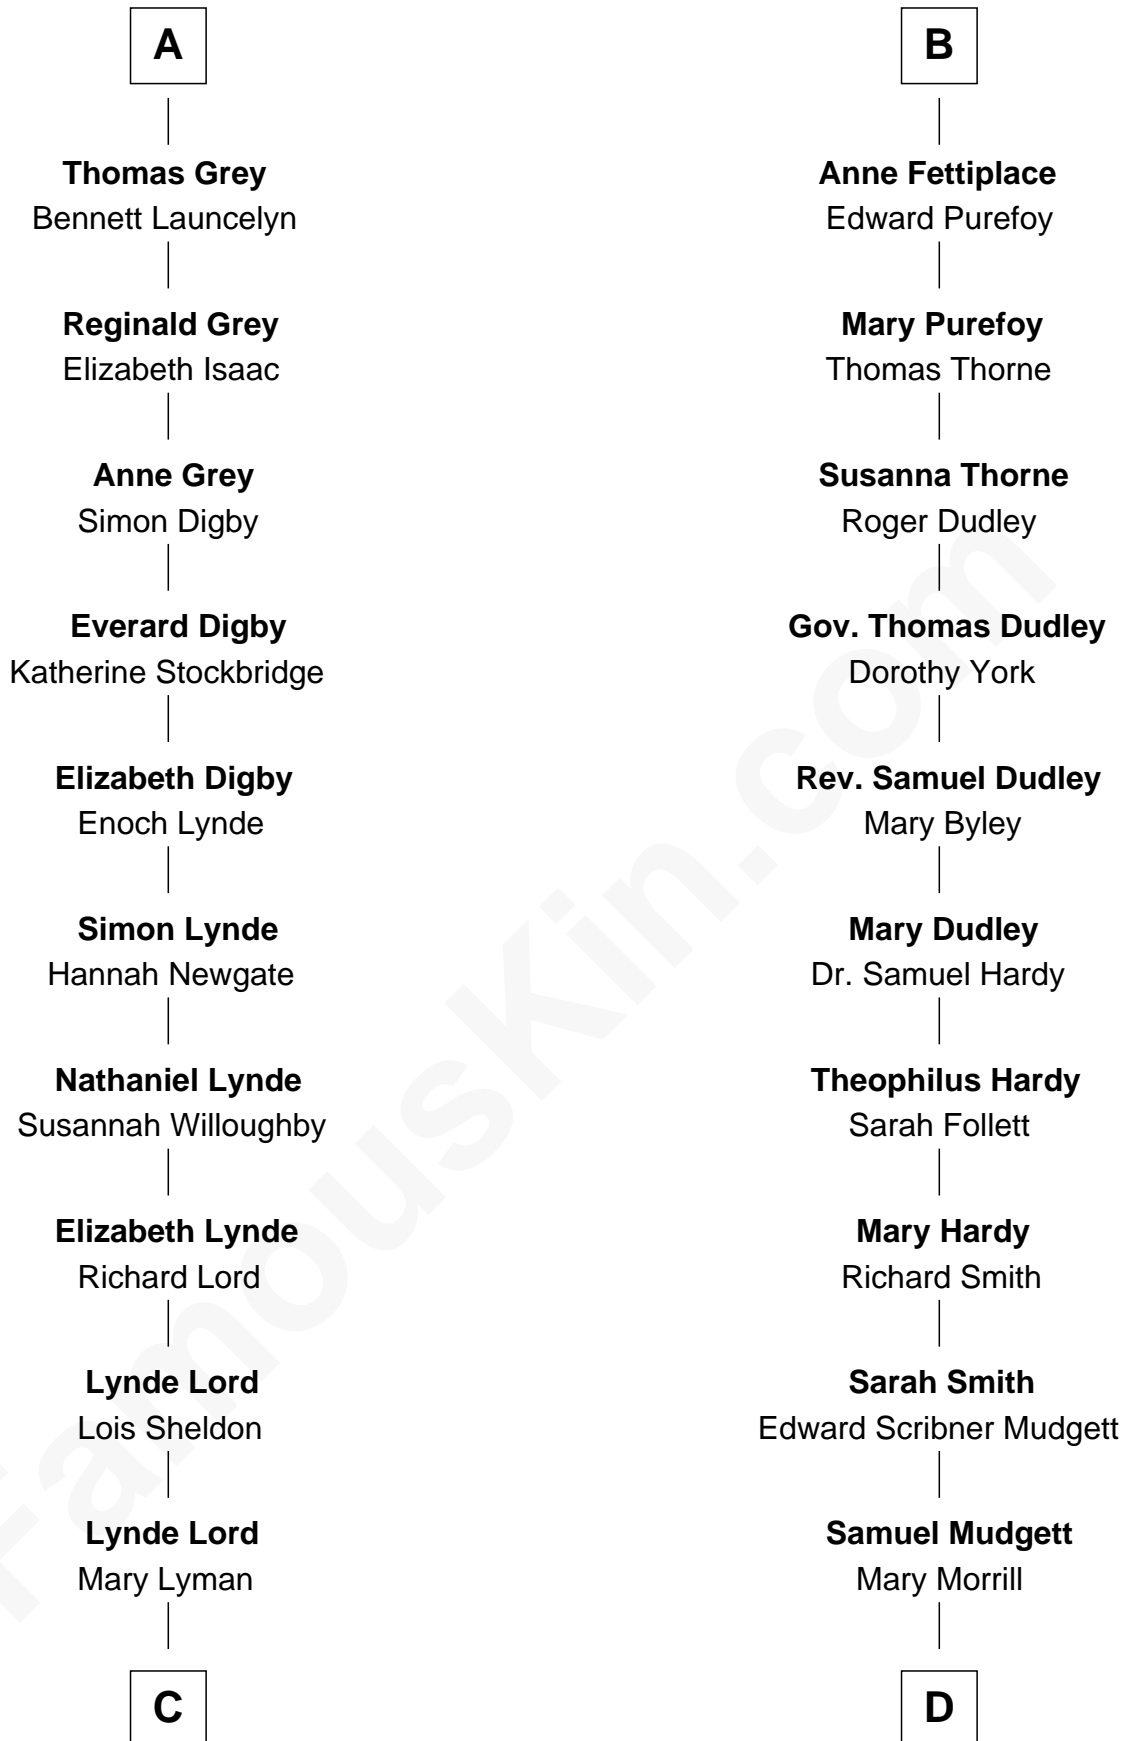 A
Thomas Grey
Bennett Launcelyn
Reginald Grey
Elizabeth Isaac
Anne Grey
Simon Digby
Everard Digby
Katherine Stockbridge
Elizabeth Digby
Enoch Lynde
Simon Lynde
Hannah Newgate
Nathaniel Lynde
Susannah Willoughby
Elizabeth Lynde
Richard Lord
Lynde Lord
Lois Sheldon
Lynde Lord
Mary Lyman
C
B
Anne Fettiplace
Edward Purefoy
Mary Purefoy
Thomas Thorne
Susanna Thorne
Roger Dudley
Gov. Thomas Dudley
Dorothy York
Rev. Samuel Dudley
Mary Byley
Mary Dudley
Dr. Samuel Hardy
Theophilus Hardy
Sarah Follett
Mary Hardy
Richard Smith
Sarah Smith
Edward Scribner Mudgett
Samuel Mudgett
Mary Morrill
D
FamousKin.com